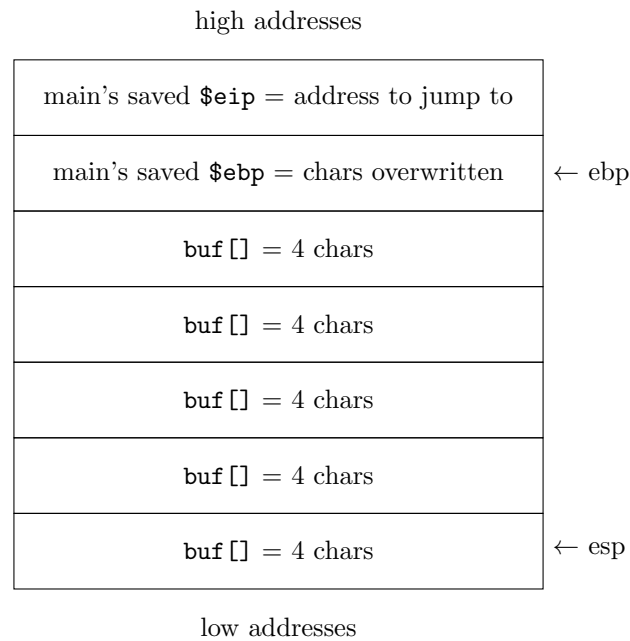 high addresses
main's saved $eip = address to jump to
main's saved $ebp = chars overwritten ← ebp
buf[] = 4 chars
buf[] = 4 chars
buf[] = 4 chars
buf[] = 4 chars
buf[] = 4 chars ← esp
low addresses